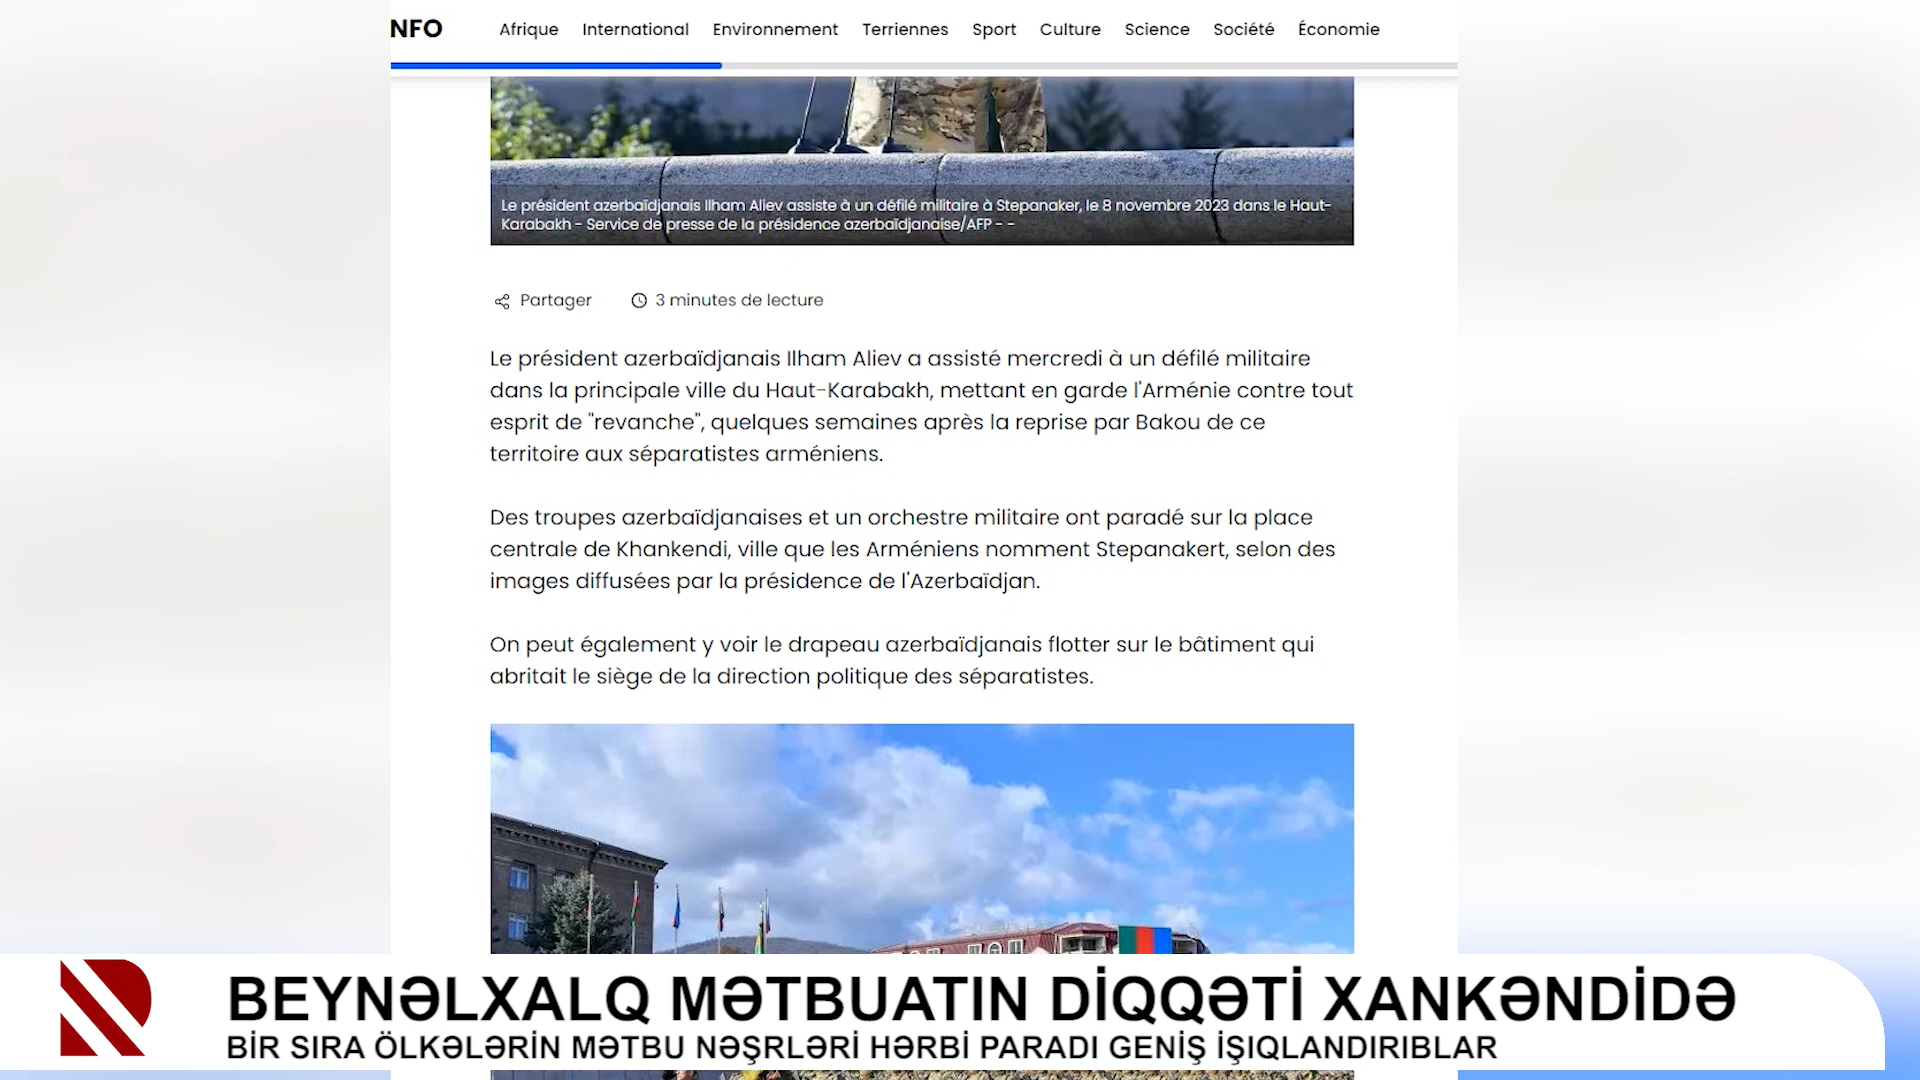 NFO
Afrique International Environnement Terriennes Sport Culture Science Société Économie
Le président azerbaïdjanais Ilham Aliev assiste à un défilé militaire à Stepanaker, le 8 novembre 2023 dans le Haut-
Karabakh - Service de presse de la présidence azerbaïdjanaise/AFP - -
Partager 3 minutes de lecture
Le président azerbaïdjanais Ilham Aliev a assisté mercredi à un défilé militaire
dans la principale ville du Haut-Karabakh, mettant en garde l'Arménie contre tout
esprit de "revanche", quelques semaines après la reprise par Bakou de ce
territoire aux séparatistes arméniens.
Des troupes azerbaïdjanaises et un orchestre militaire ont paradé sur la place
centrale de Khankendi, ville que les Arméniens nomment Stepanakert, selon des
images diffusées par la présidence de l'Azerbaïdjan.
On peut également y voir le drapeau azerbaïdjanais flotter sur le bâtiment qui
abritait le siège de la direction politique des séparatistes.
BEYNƏLXALQ MƏTBUATIN DİQQƏTİ XANKƏNDİDƏ
BİR SIRA ÖLKƏLƏRİN MƏTBU NƏŞRLƏRİ HƏRBİ PARADI GENİŞ İŞIQLANDIRIBLAR